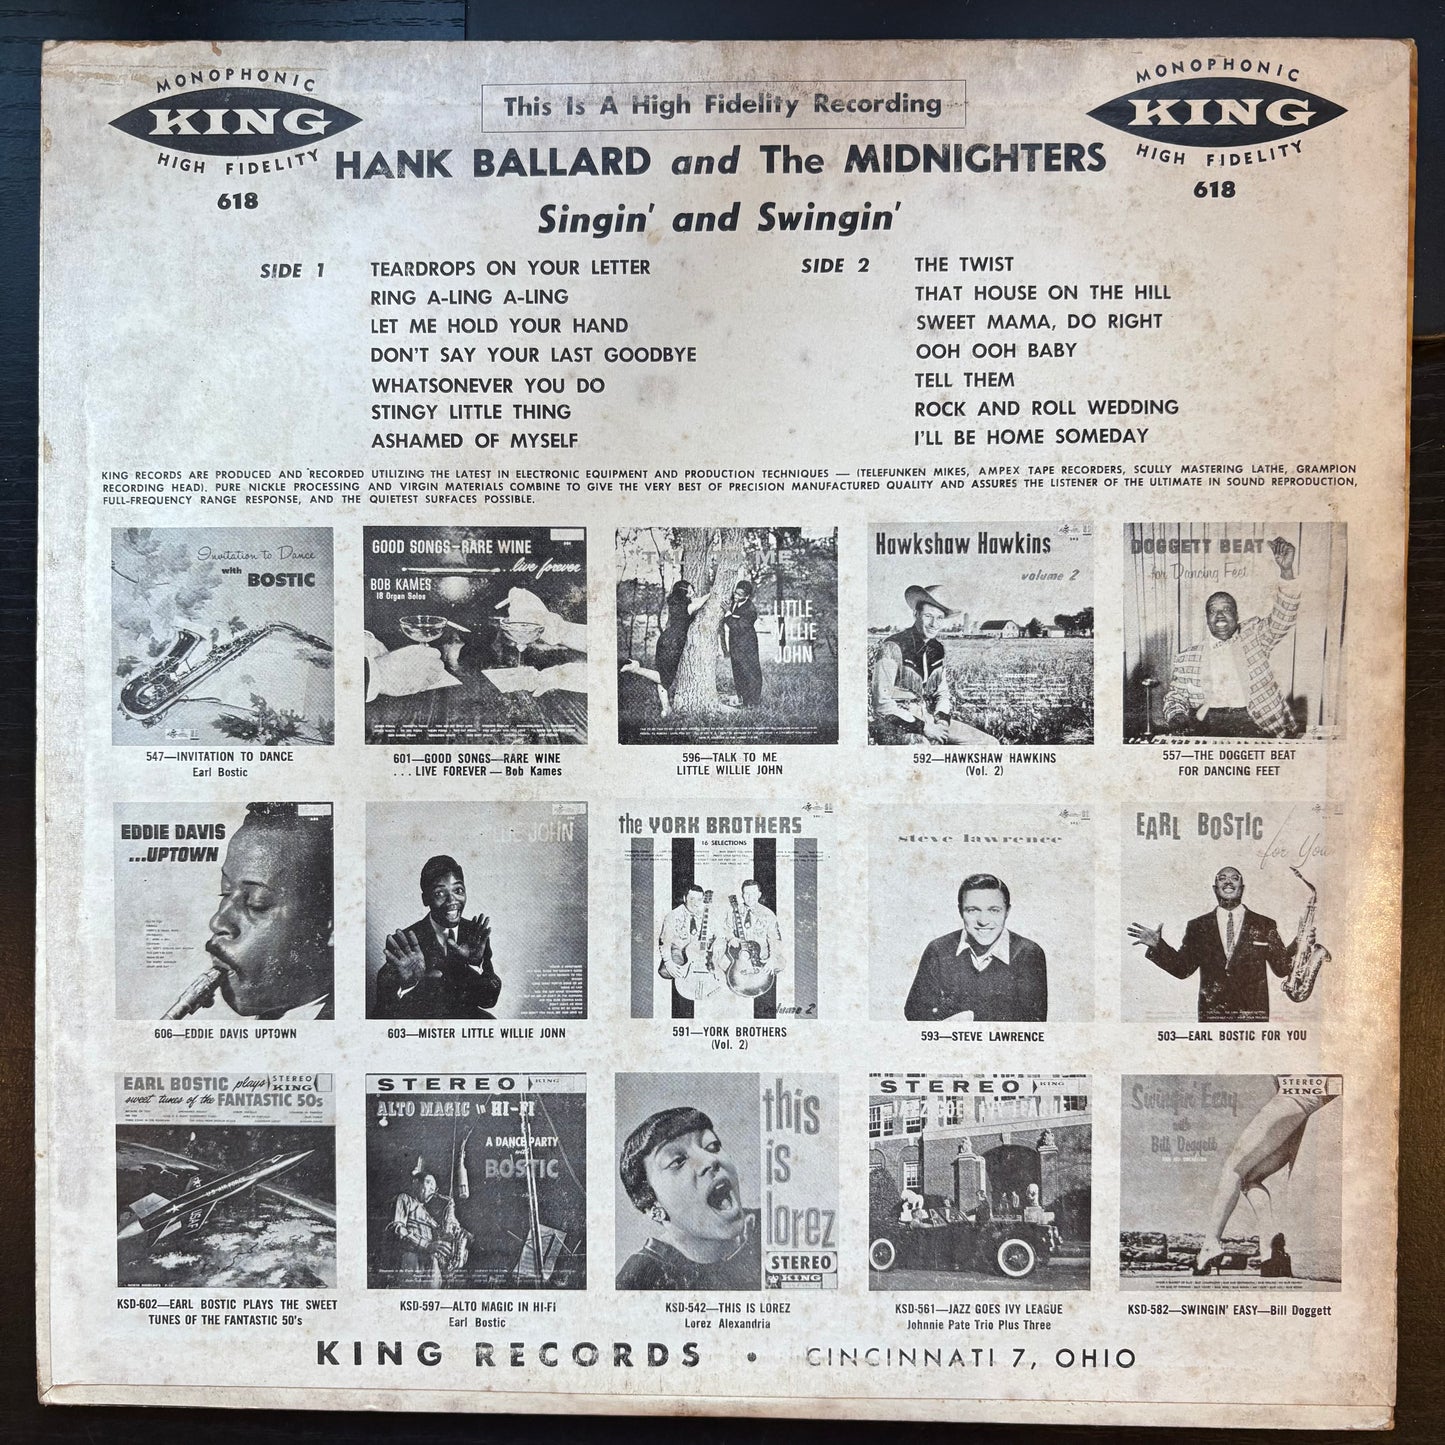 MONOPHONIC
KING
HIGH FIDELITY
618
This Is A High Fidelity Recording
MONOPHONIC
KING
HIGH FIDELITY
618
HANK BALLARD and The MIDNIGHTERS
Singin' and Swingin'
SIDE 1
TEARDROPS ON YOUR LETTER
RING A-LING A-LING
LET ME HOLD YOUR HAND
DON'T SAY YOUR LAST GOODBYE
WHATSONEVER YOU DO
STINGY LITTLE THING
ASHAMED OF MYSELF
SIDE 2
THE TWIST
THAT HOUSE ON THE HILL
SWEET MAMA, DO RIGHT
OOH OOH BABY
TELL THEM
ROCK AND ROLL WEDDING
I'LL BE HOME SOMEDAY
KING RECORDS ARE PRODUCED AND RECORDED UTILIZING THE LATEST IN ELECTRONIC EQUIPMENT AND PRODUCTION TECHNIQUES — (TELEFUNKEN MIKES, AMPEX TAPE RECORDERS, SCULLY MASTERING LATHE, GRAMPION
RECORDING HEAD). PURE NICKLE PROCESSING AND VIRGIN MATERIALS COMBINE TO GIVE THE VERY BEST OF PRECISION MANUFACTURED QUALITY AND ASSURES THE LISTENER OF THE ULTIMATE IN SOUND REPRODUCTION,
FULL-FREQUENCY RANGE RESPONSE, AND THE QUIETEST SURFACES POSSIBLE.
Invitation to Dance
with BOSTIC
547—INVITATION TO DANCE
Earl Bostic
GOOD SONGS—RARE WINE
...live forever
BOB KAMES
18 Organ Solos
601—GOOD SONGS—RARE WINE
. . . LIVE FOREVER — Bob Kames
LITTLE
WILLIE
JOHN
596—TALK TO ME
LITTLE WILLIE JOHN
Hawkshaw Hawkins
volume 2
592—HAWKSHAW HAWKINS
(Vol. 2)
DOGGETT BEAT
for Dancing Feet
557—THE DOGGETT BEAT
FOR DANCING FEET
EDDIE DAVIS
...UPTOWN
606—EDDIE DAVIS UPTOWN
JOHN
603—MISTER LITTLE WILLIE JONN
the YORK BROTHERS
16 SELECTIONS
volume 2
591—YORK BROTHERS
(Vol. 2)
steve lawrence
593—STEVE LAWRENCE
EARL BOSTIC
for You
503—EARL BOSTIC FOR YOU
EARL BOSTIC plays
STEREO
KING
sweet tunes of the FANTASTIC 50s
U.S. AIR FORCE
USAF
KSD-602—EARL BOSTIC PLAYS THE SWEET
TUNES OF THE FANTASTIC 50's
STEREO KING
ALTO MAGIC in HI-FI
A DANCE PARTY
BOSTIC
KSD-597—ALTO MAGIC IN HI-FI
Earl Bostic
this
is
lorez
STEREO
KING
KSD-542—THIS IS LOREZ
Lorez Alexandria
STEREO KING
JAZZ GOES IVY LEAGUE
KSD-561—JAZZ GOES IVY LEAGUE
Johnnie Pate Trio Plus Three
STEREO
KING
Swingin' Easy
with
Bill Doggett
KSD-582—SWINGIN' EASY—Bill Doggett
KING RECORDS • CINCINNATI 7, OHIO